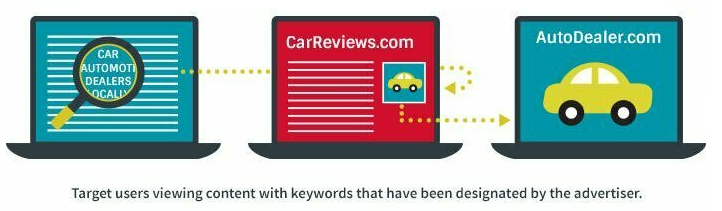 CAR
AUTOMOTI
DEALERS
LOCALLY
CarReviews.com
AutoDealer.com
Target users viewing content with keywords that have been designated by the advertiser.